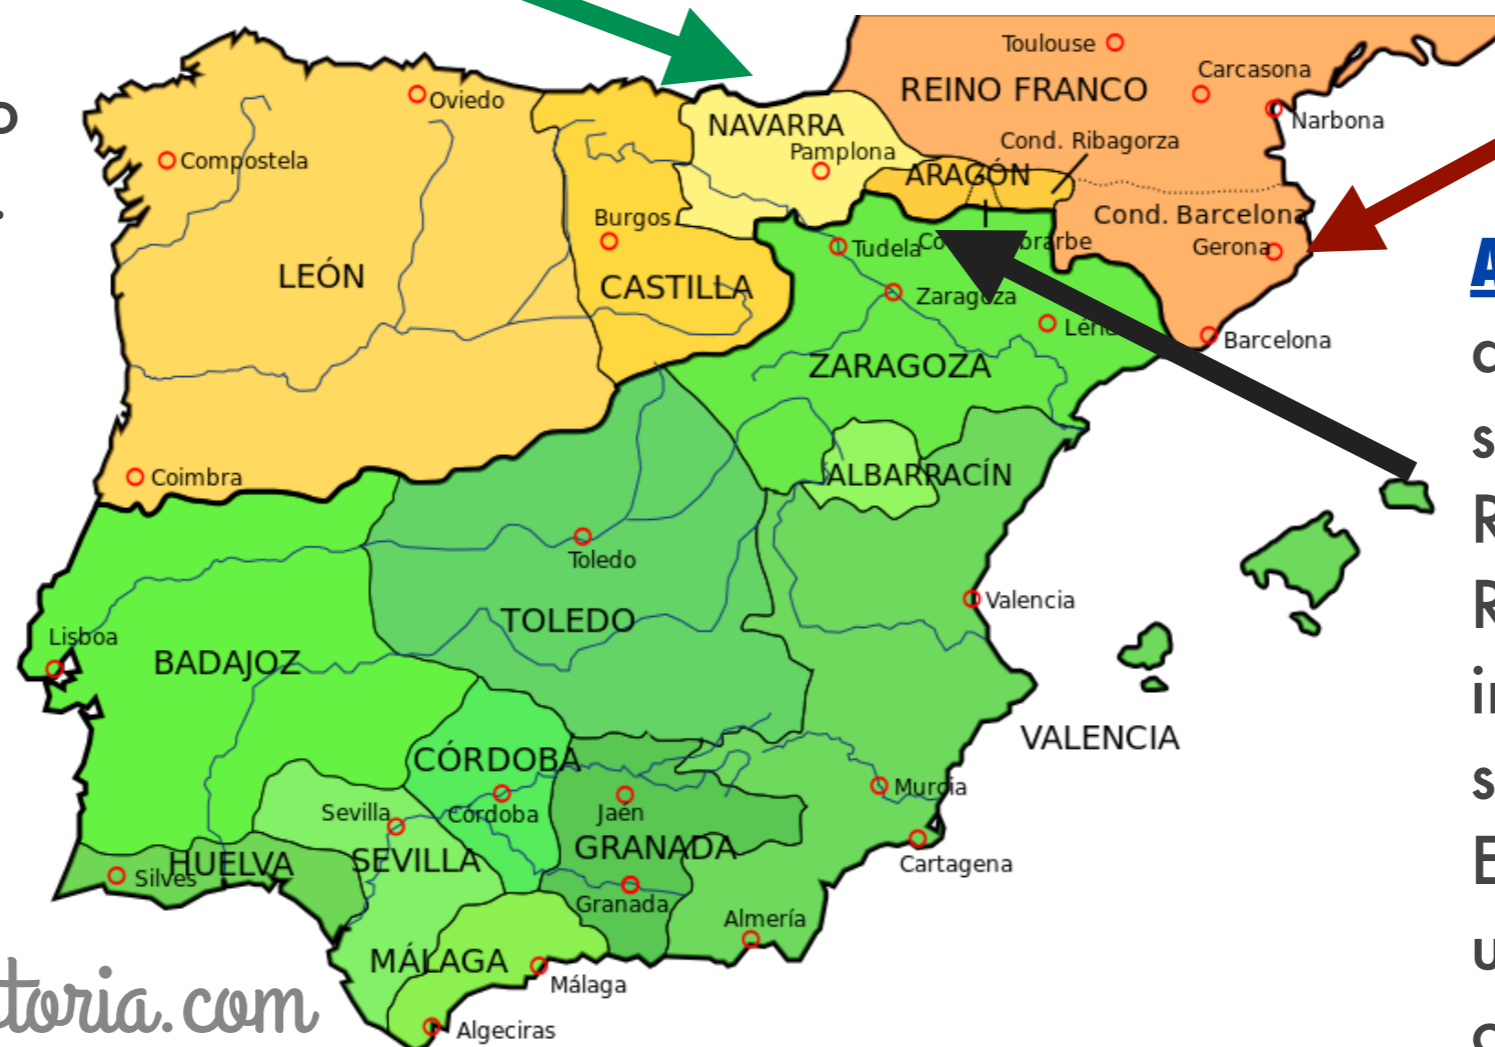 Toulouse
Carcasona
REINO FRANCO
Oviedo
Narbona
NAVARRA
Cond. Ribagorza
Pamplona
Compostela
ARAGÓN
Cond. Barcelona
Burgos
Gerona
Tudela
LEÓN
CASTILLA
Zaragoza
Barcelona
ZARAGOZA
ALBARRACÍN
Coimbra
Toledo
Valencia
TOLEDO
Lisboa
BADAJOZ
VALENCIA
CÓRDOBA
Murcia
Sevilla
Córdoba
Jaén
GRANADA
SEVILLA
HUELVA
Silves
Cartagena
Granada
Almería
MÁLAGA
Málaga
Algeciras